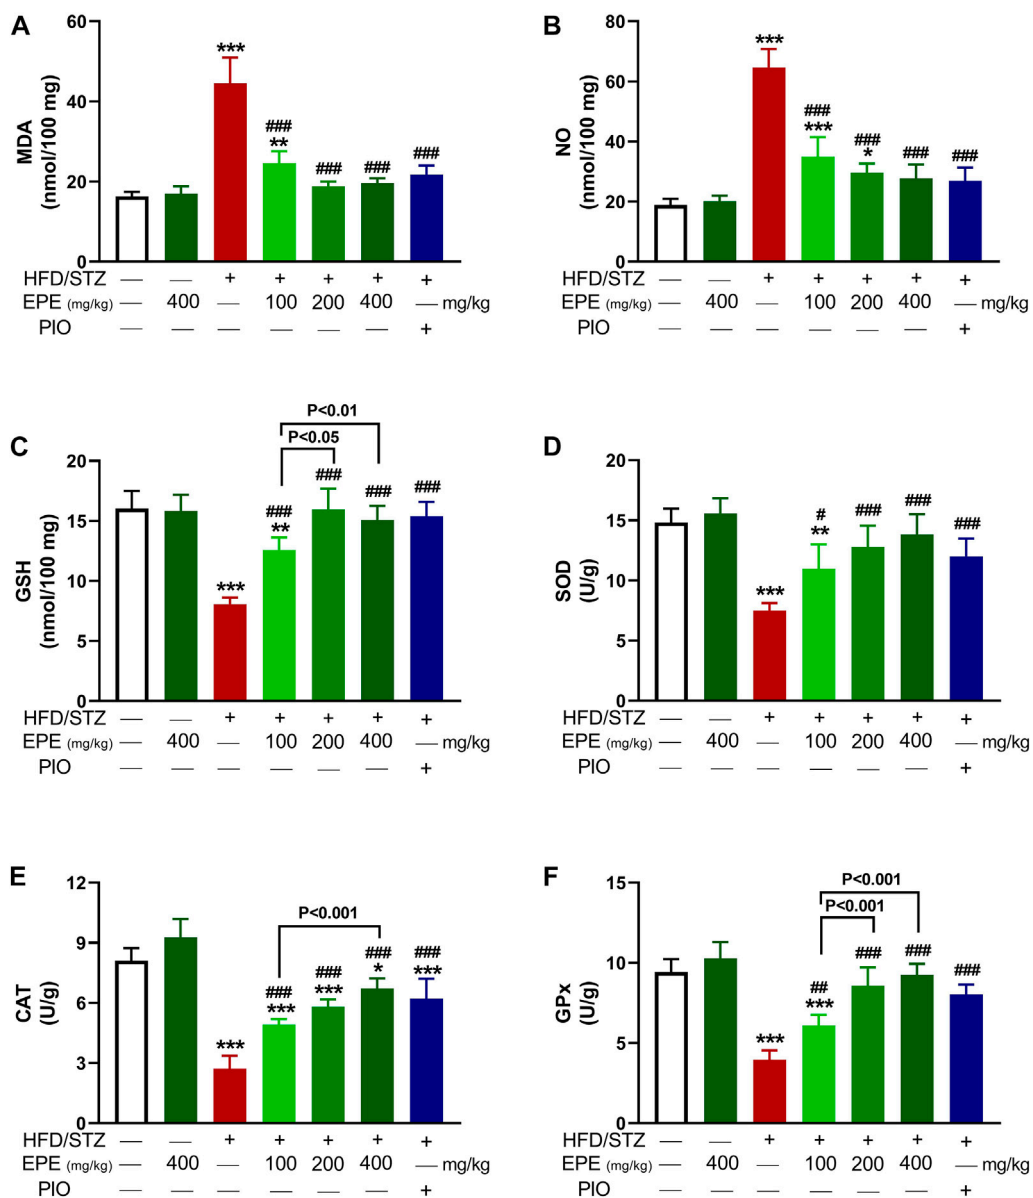 A
MDA
(nmol/100 mg)
60
40
20
0
***
###
**
###
###
###
HFD/STZ — — + + + + +
EPE (mg/kg) — 400 — 100 200 400 — mg/kg
PIO — — — — — — +
B
NO
(nmol/100 mg)
80
60
40
20
0
***
###
***
###
*
###
###
HFD/STZ — — + + + + +
EPE (mg/kg) — 400 — 100 200 400 — mg/kg
PIO — — — — — — +
C
GSH
(nmol/100 mg)
20
15
10
5
0
P<0.01
P<0.05
***
###
**
###
###
###
HFD/STZ — — + + + + +
EPE (mg/kg) — 400 — 100 200 400 — mg/kg
PIO — — — — — — +
D
SOD
(U/g)
20
15
10
5
0
***
#
**
###
###
###
HFD/STZ — — + + + + +
EPE (mg/kg) — 400 — 100 200 400 — mg/kg
PIO — — — — — — +
E
CAT
(U/g)
12
9
6
3
0
P<0.001
***
###
***
###
***
###
*
###
***
HFD/STZ — — + + + + +
EPE (mg/kg) — 400 — 100 200 400 — mg/kg
PIO — — — — — — +
F
GPx
(U/g)
15
10
5
0
P<0.001
P<0.001
***
##
***
###
###
###
HFD/STZ — — + + + + +
EPE (mg/kg) — 400 — 100 200 400 — mg/kg
PIO — — — — — — +